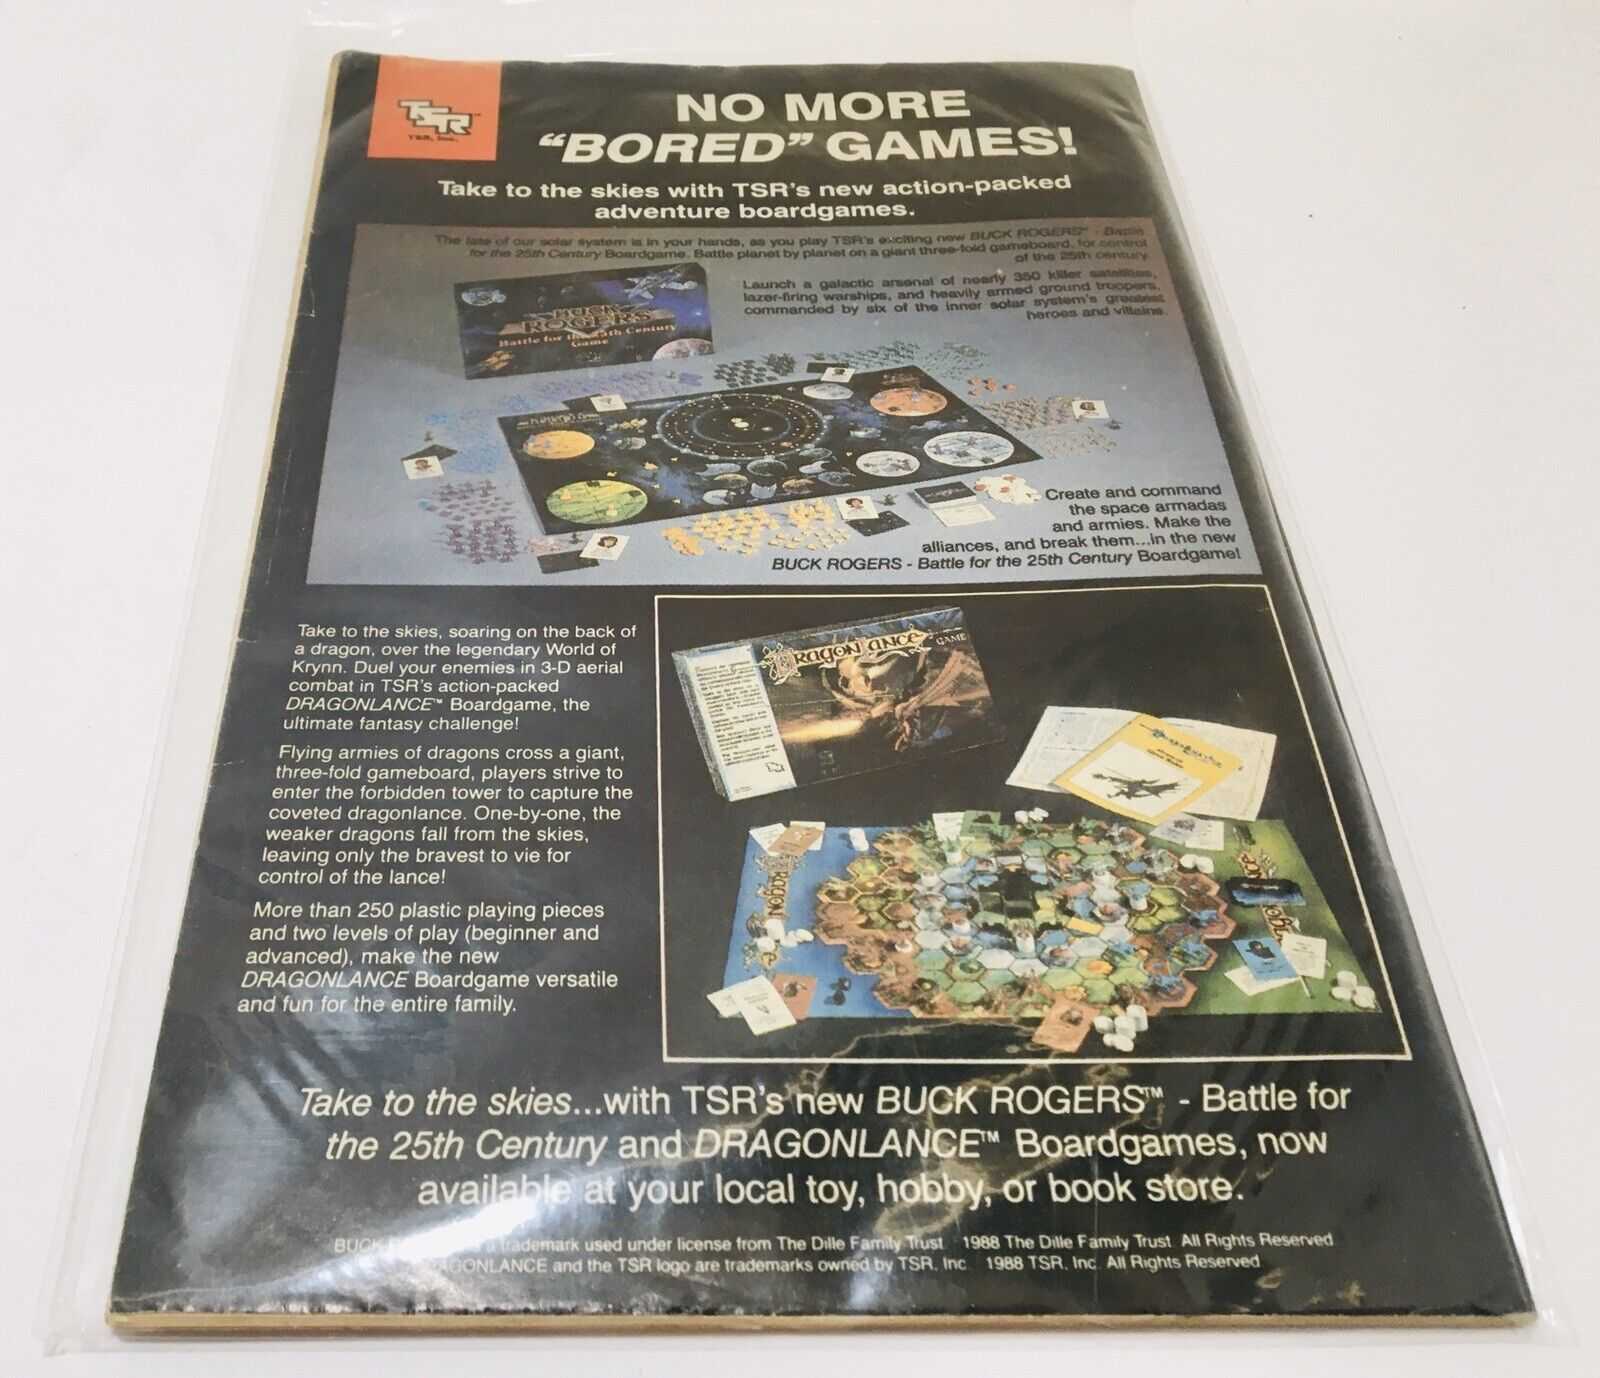 TSR™
TSR, Inc.
NO MORE
“BORED” GAMES!
Take to the skies with TSR's new action-packed
adventure boardgames.
The fate of our solar system is in your hands, as you play TSR's exciting new BUCK ROGERS™ - Battle
for the 25th Century Boardgame. Battle planet by planet on a giant three-fold gameboard, for control
of the 25th century.
Launch a galactic arsenal of nearly 350 killer satellites,
lazer-firing warships, and heavily armed ground troopers,
commanded by six of the inner solar system's greatest
heroes and villains.
BUCK
ROGERS
Battle for the 25th Century
Game
Create and command
the space armadas
and armies. Make the
alliances, and break them...in the new
BUCK ROGERS - Battle for the 25th Century Boardgame!
Take to the skies, soaring on the back of
a dragon, over the legendary World of
Krynn. Duel your enemies in 3-D aerial
combat in TSR's action-packed
DRAGONLANCE™ Boardgame, the
ultimate fantasy challenge!
Flying armies of dragons cross a giant,
three-fold gameboard, players strive to
enter the forbidden tower to capture the
coveted dragonlance. One-by-one, the
weaker dragons fall from the skies,
leaving only the bravest to vie for
control of the lance!
More than 250 plastic playing pieces
and two levels of play (beginner and
advanced), make the new
DRAGONLANCE Boardgame versatile
and fun for the entire family.
DRAGONLANCE
GAME
Take to the skies...with TSR's new BUCK ROGERS™ - Battle for
the 25th Century and DRAGONLANCE™ Boardgames, now
available at your local toy, hobby, or book store.
BUCK is a trademark used under license from The Dille Family Trust 1988 The Dille Family Trust All Rights Reserved
DRAGONLANCE and the TSR logo are trademarks owned by TSR, Inc. 1988 TSR, Inc. All Rights Reserved